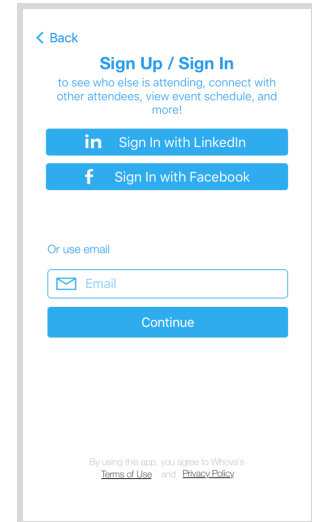 Back
Sign Up / Sign In
to see who else is attending, connect with
other attendees, view event schedule, and
more!
in Sign In with LinkedIn
f Sign In with Facebook
Or use email
Email
Continue
By using this app, you agree to Whova's
Terms of Use and Privacy Policy